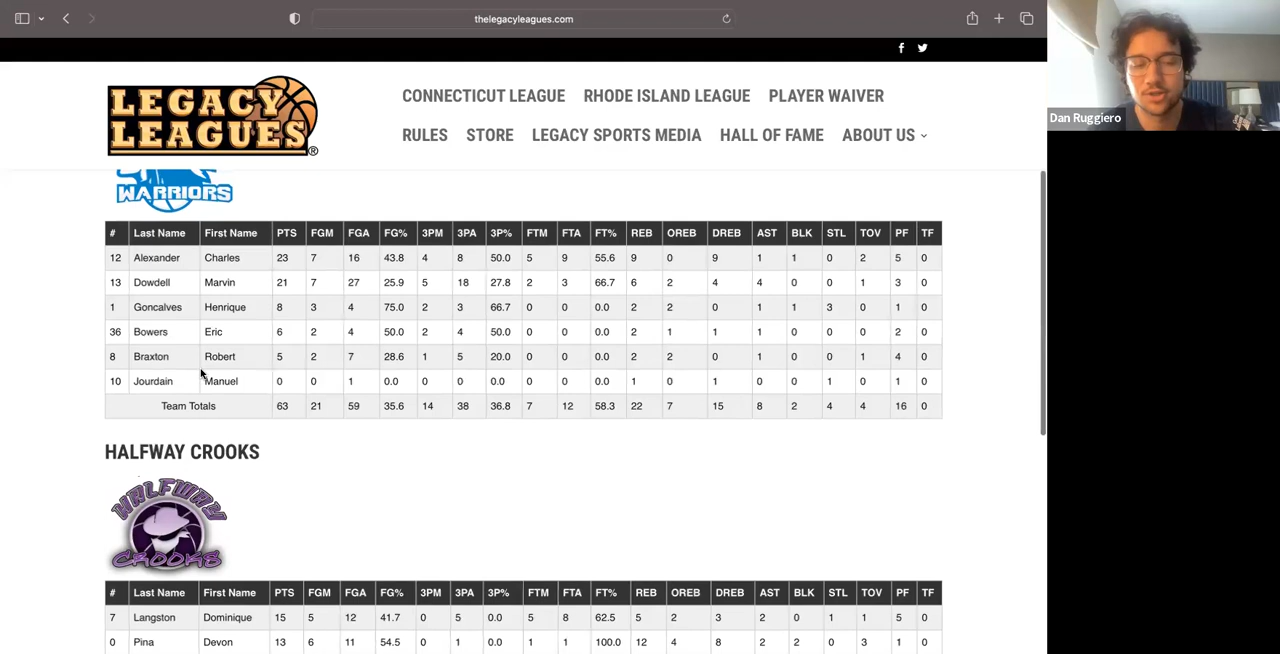 thelegacyleagues.com
LEGACY
LEAGUES®
CONNECTICUT LEAGUE RHODE ISLAND LEAGUE PLAYER WAIVER
RULES STORE LEGACY SPORTS MEDIA HALL OF FAME ABOUT US
Dan Ruggiero
WARRIORS
# Last Name First Name PTS FGM FGA FG% 3PM 3PA 3P% FTM FTA FT% REB OREB DREB AST BLK STL TOV PF TF
12 Alexander Charles 23 7 16 43.8 4 8 50.0 5 9 55.6 9 0 9 1 1 0 2 5 0
13 Dowdell Marvin 21 7 27 25.9 5 18 27.8 2 3 66.7 6 2 4 4 0 0 1 3 0
1 Goncalves Henrique 8 3 4 75.0 2 3 66.7 0 0 0.0 2 2 0 1 1 3 0 1 0
36 Bowers Eric 6 2 4 50.0 2 4 50.0 0 0 0.0 2 1 1 1 0 0 0 2 0
8 Braxton Robert 5 2 7 28.6 1 5 20.0 0 0 0.0 2 2 0 1 0 0 1 4 0
10 Jourdain Manuel 0 0 1 0.0 0 0 0.0 0 0 0.0 1 0 1 0 0 1 0 1 0
Team Totals 63 21 59 35.6 14 38 36.8 7 12 58.3 22 7 15 8 2 4 4 16 0
HALFWAY CROOKS
HALFWAY
CROOKS
# Last Name First Name PTS FGM FGA FG% 3PM 3PA 3P% FTM FTA FT% REB OREB DREB AST BLK STL TOV PF TF
7 Langston Dominique 15 5 12 41.7 0 5 0.0 5 8 62.5 5 2 3 2 0 1 1 5 0
0 Pina Devon 13 6 11 54.5 0 1 0.0 1 1 100.0 12 4 8 2 2 0 3 1 0